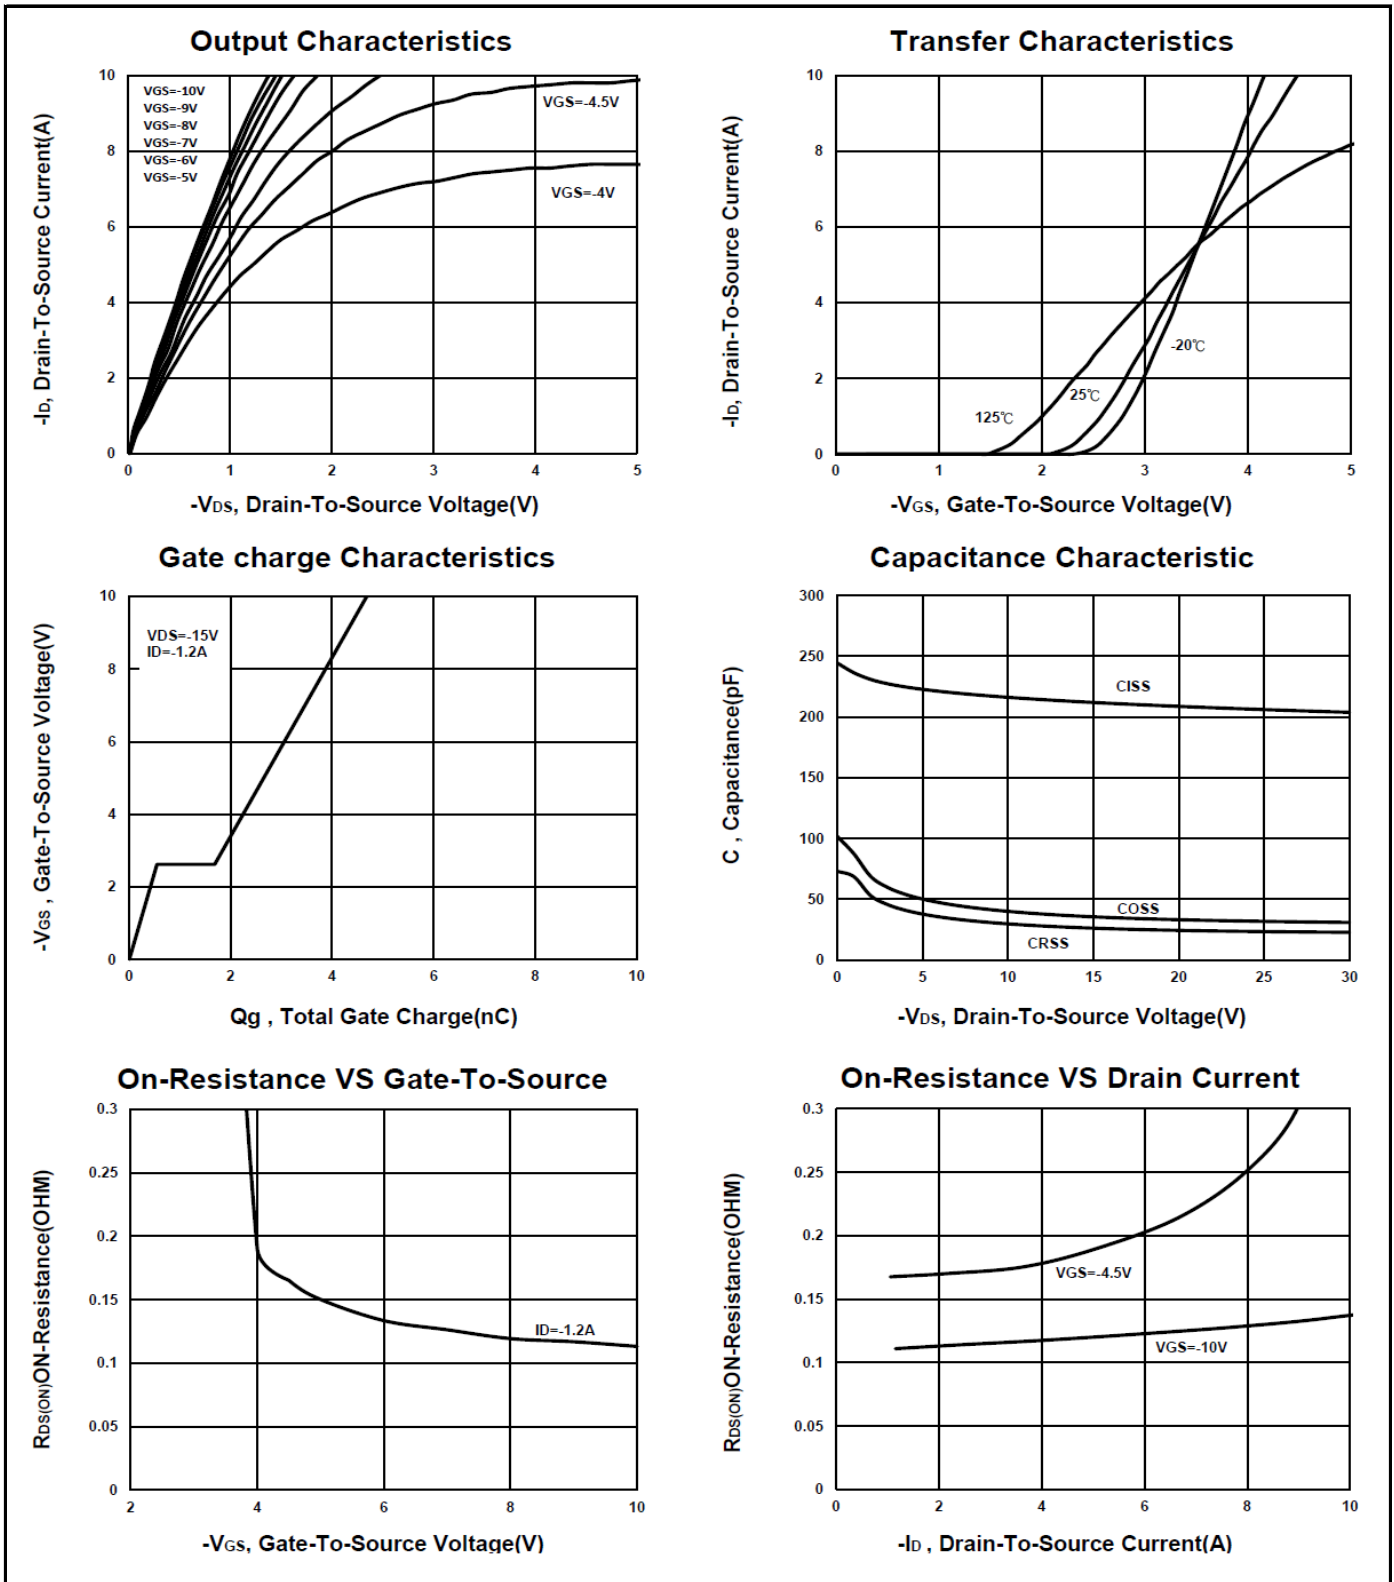 Output Characteristics
10
8
6
4
2
0
VGS=-10V
VGS=-9V
VGS=-8V
VGS=-7V
VGS=-6V
VGS=-5V
VGS=-4.5V
VGS=-4V
0 1 2 3 4 5
-ID, Drain-To-Source Current(A)
-VDS, Drain-To-Source Voltage(V)
Transfer Characteristics
10
8
6
4
2
0
-20℃
25℃
125℃
0 1 2 3 4 5
-ID, Drain-To-Source Current(A)
-VGS, Gate-To-Source Voltage(V)
Gate charge Characteristics
10
8
6
4
2
0
VDS=-15V
ID=-1.2A
0 2 4 6 8 10
-VGS , Gate-To-Source Voltage(V)
Qg , Total Gate Charge(nC)
Capacitance Characteristic
300
250
200
150
100
50
0
CISS
COSS
CRSS
0 5 10 15 20 25 30
C , Capacitance(pF)
-VDS, Drain-To-Source Voltage(V)
On-Resistance VS Gate-To-Source
0.3
0.25
0.2
0.15
0.1
0.05
0
ID=-1.2A
2 4 6 8 10
RDS(ON)ON-Resistance(OHM)
-VGS, Gate-To-Source Voltage(V)
On-Resistance VS Drain Current
0.3
0.25
0.2
0.15
0.1
0.05
0
VGS=-4.5V
VGS=-10V
0 2 4 6 8 10
RDS(ON)ON-Resistance(OHM)
-ID , Drain-To-Source Current(A)